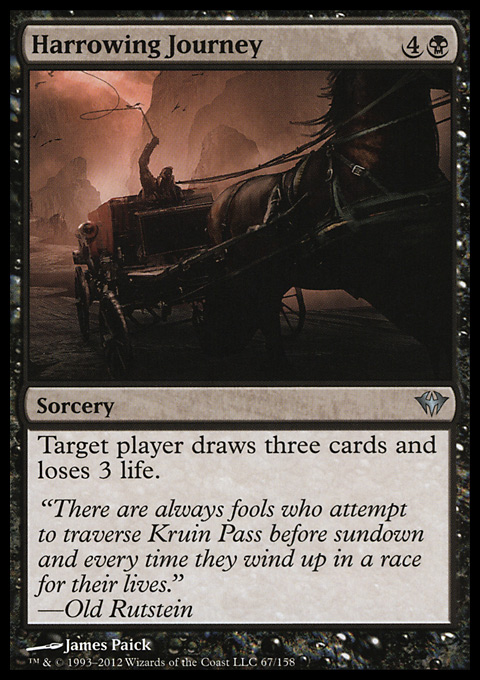 Harrowing Journey 4
Sorcery
Target player draws three cards and
loses 3 life.
“There are always fools who attempt
to traverse Kruin Pass before sundown
and every time they wind up in a race
for their lives.”
—Old Rutstein
James Paick
™ & © 1993–2012 Wizards of the Coast LLC 67/158